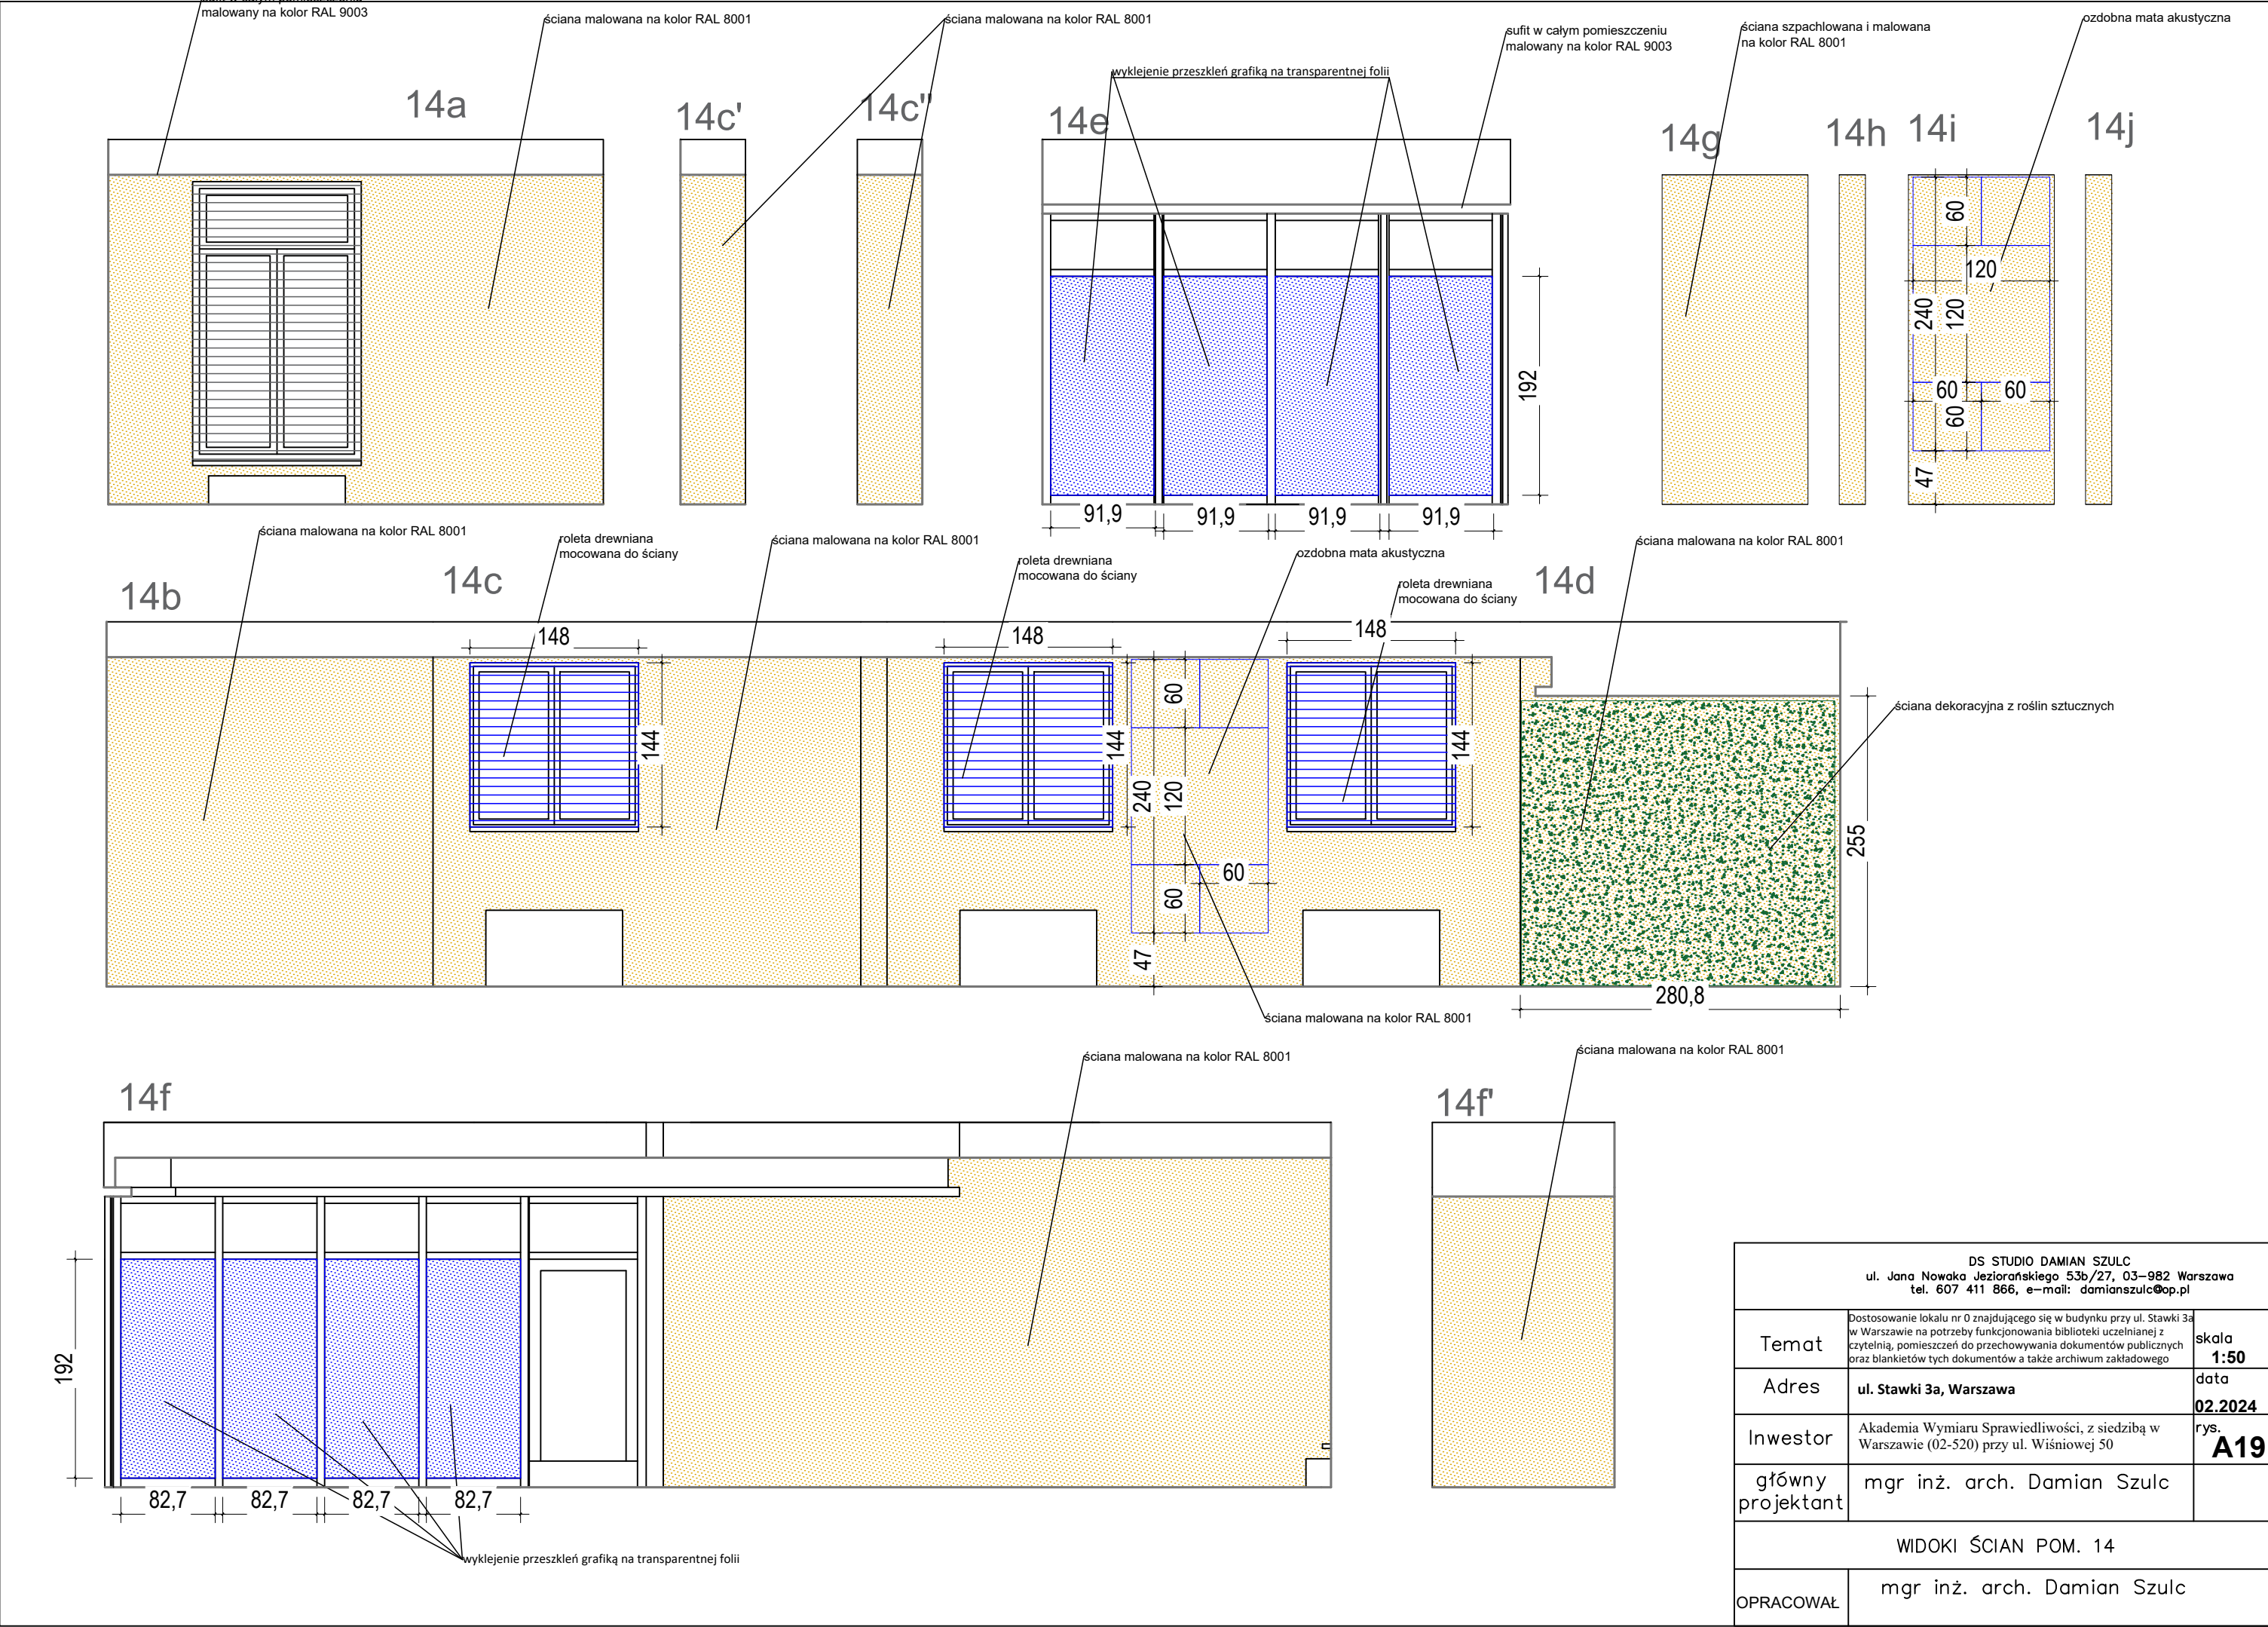 malowany na kolor RAL 9003
ściana malowana na kolor RAL 8001
ściana malowana na kolor RAL 8001
sufit w całym pomieszczeniu
malowany na kolor RAL 9003
ściana szpachlowana i malowana
na kolor RAL 8001
ozdobna mata akustyczna
wyklejenie przeszkleń grafiką na transparentnej folii
14a
14c'
14c"
14e
14g
14h
14i
14j
60
120
240
120
60
60
60
47
192
91,9
91,9
91,9
91,9
ściana malowana na kolor RAL 8001
roleta drewniana
mocowana do ściany
ściana malowana na kolor RAL 8001
roleta drewniana
mocowana do ściany
ozdobna mata akustyczna
roleta drewniana
mocowana do ściany
ściana malowana na kolor RAL 8001
14b
14c
14d
148
148
148
144
144
144
60
240
120
60
60
47
255
280,8
ściana dekoracyjna z roślin sztucznych
ściana malowana na kolor RAL 8001
ściana malowana na kolor RAL 8001
ściana malowana na kolor RAL 8001
14f
14f'
192
82,7
82,7
82,7
82,7
wyklejenie przeszkleń grafiką na transparentnej folii
DS STUDIO DAMIAN SZULC
ul. Jana Nowaka Jeziorańskiego 53b/27, 03-982 Warszawa
tel. 607 411 866, e-mail: damianszulc@op.pl
Temat
Dostosowanie lokalu nr 0 znajdującego się w budynku przy ul. Stawki 3a
w Warszawie na potrzeby funkcjonowania biblioteki uczelnianej z
czytelnią, pomieszczeń do przechowywania dokumentów publicznych
oraz blankietów tych dokumentów a także archiwum zakładowego
skala
1:50
Adres
ul. Stawki 3a, Warszawa
data
02.2024
Inwestor
Akademia Wymiaru Sprawiedliwości, z siedzibą w
Warszawie (02-520) przy ul. Wiśniowej 50
rys.
A19
główny
projektant
mgr inż. arch. Damian Szulc
WIDOKI ŚCIAN POM. 14
OPRACOWAŁ
mgr inż. arch. Damian Szulc